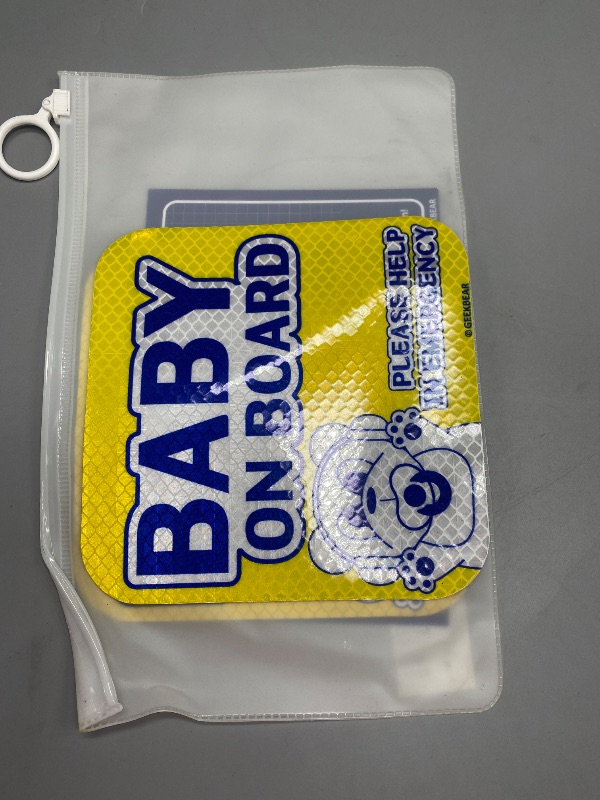 BABY
ON BOARD
PLEASE HELP
IN EMERGENCY
© GEEKBEAR